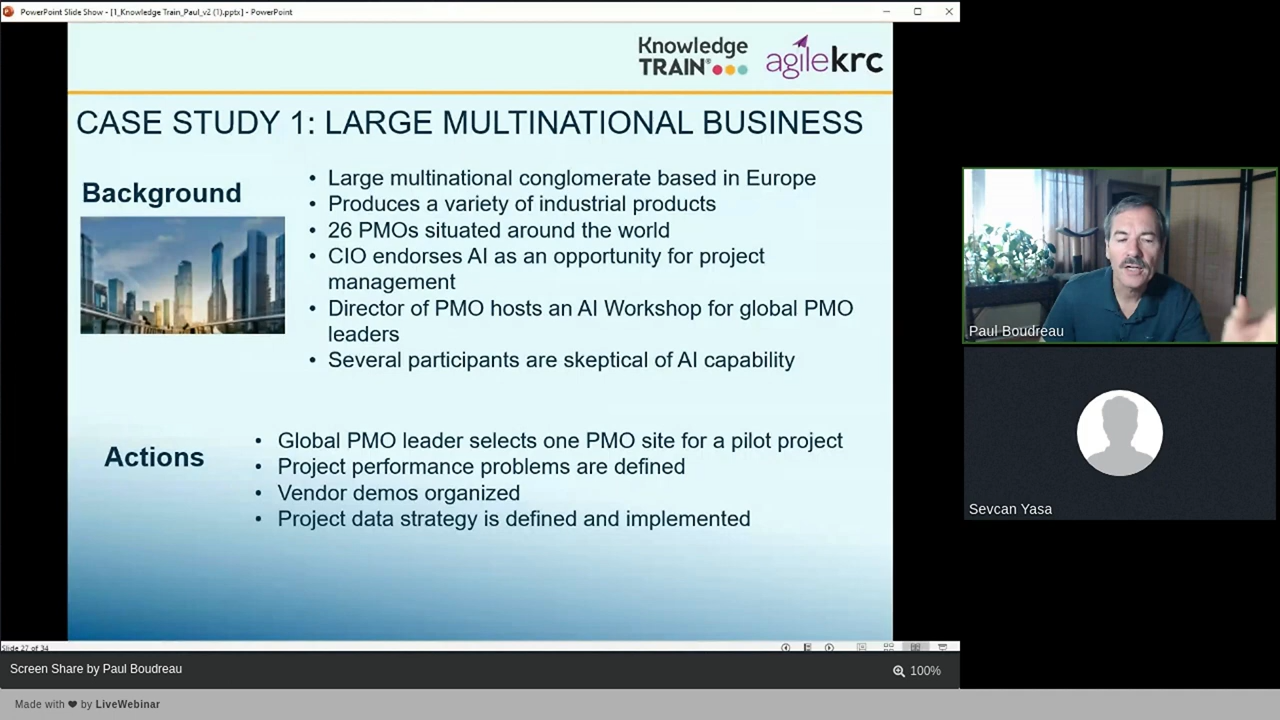 PowerPoint Slide Show - [1_Knowledge Train_Paul_v2 (1).pptx] - PowerPoint
Knowledge
TRAIN®
agilekrc
CASE STUDY 1: LARGE MULTINATIONAL BUSINESS
Background
• Large multinational conglomerate based in Europe
• Produces a variety of industrial products
• 26 PMOs situated around the world
• CIO endorses AI as an opportunity for project
management
• Director of PMO hosts an AI Workshop for global PMO
leaders
• Several participants are skeptical of AI capability
Actions
• Global PMO leader selects one PMO site for a pilot project
• Project performance problems are defined
• Vendor demos organized
• Project data strategy is defined and implemented
Slide 27 of 34
Paul Boudreau
Sevcan Yasa
Screen Share by Paul Boudreau
100%
Made with ❤ by LiveWebinar